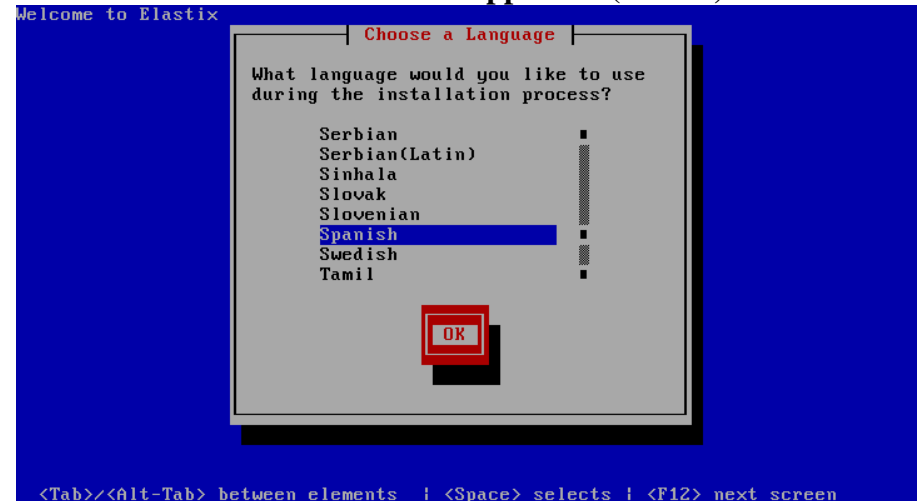 Welcome to Elastix
Choose a Language
What language would you like to use
during the installation process?
Serbian
Serbian(Latin)
Sinhala
Slovak
Slovenian
Spanish
Swedish
Tamil
OK
<Tab>/<Alt-Tab> between elements | <Space> selects | <F12> next screen